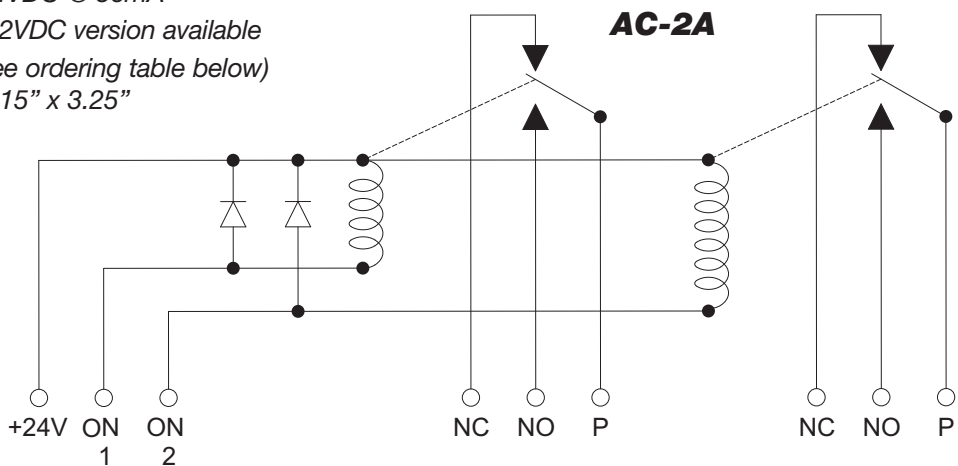 AC-2A
2VDC version available
ee ordering table below)
15” x 3.25”
+24V ON ON NC NO P NC NO P
1 2